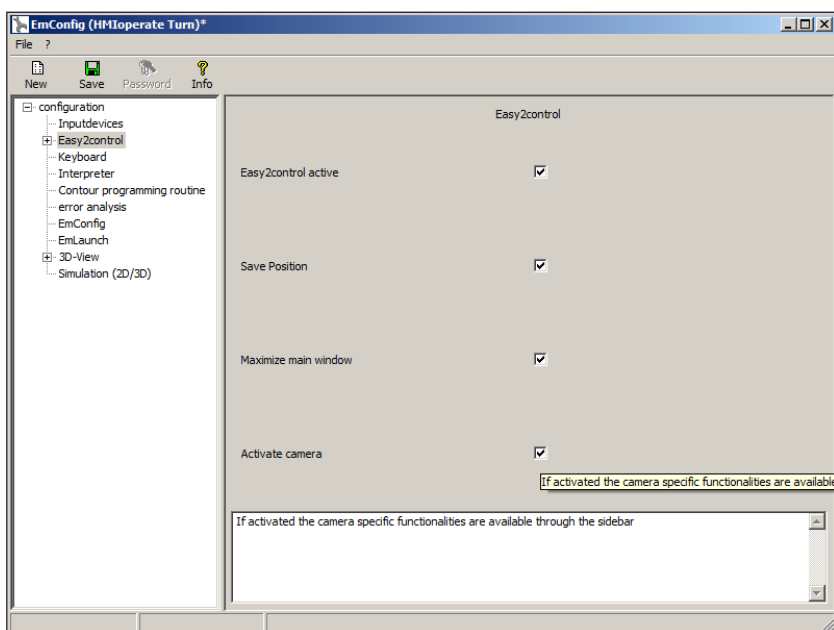 EmConfig (HMIoperate Turn)*
File ?
New Save Password Info
configuration
Inputdevices
Easy2control
Keyboard
Interpreter
Contour programming routine
error analysis
EmConfig
EmLaunch
3D-View
Simulation (2D/3D)
Easy2control
Easy2control active
Save Position
Maximize main window
Activate camera
If activated the camera specific functionalities are available
If activated the camera specific functionalities are available through the sidebar